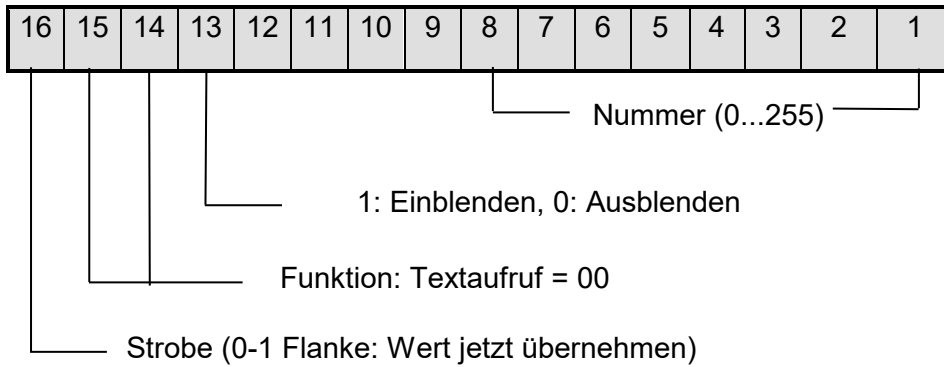 16 15 14 13 12 11 10 9 8 7 6 5 4 3 2 1
Nummer (0...255)
1: Einblenden, 0: Ausblenden
Funktion: Textaufruf = 00
Strobe (0-1 Flanke: Wert jetzt übernehmen)